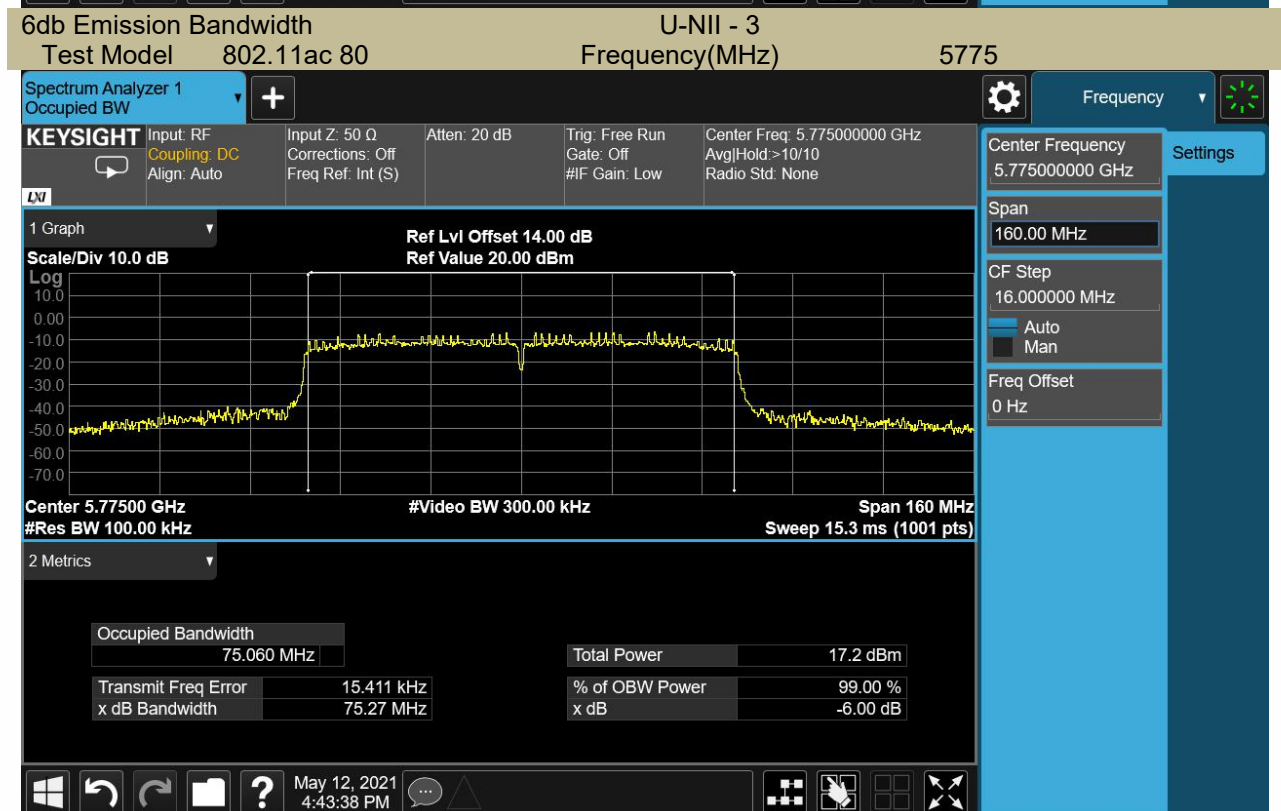 6db Emission Bandwidth U-NII - 3
Test Model 802.11ac 80 Frequency(MHz) 5775
Spectrum Analyzer 1
Occupied BW
+
Frequency
KEYSIGHT
LXI
Input: RF
Coupling: DC
Align: Auto
Input Z: 50 Ω
Corrections: Off
Freq Ref: Int (S)
Atten: 20 dB
Trig: Free Run
Gate: Off
#IF Gain: Low
Center Freq: 5.775000000 GHz
Avg|Hold:>10/10
Radio Std: None
Center Frequency
5.775000000 GHz
Settings
Span
160.00 MHz
CF Step
16.000000 MHz
Auto
Man
Freq Offset
0 Hz
1 Graph
Scale/Div 10.0 dB
Ref Lvl Offset 14.00 dB
Ref Value 20.00 dBm
Log
10.0
0.00
-10.0
-20.0
-30.0
-40.0
-50.0
-60.0
-70.0
Center 5.77500 GHz #Video BW 300.00 kHz Span 160 MHz
#Res BW 100.00 kHz Sweep 15.3 ms (1001 pts)
2 Metrics
Occupied Bandwidth
75.060 MHz
Total Power 17.2 dBm
Transmit Freq Error 15.411 kHz % of OBW Power 99.00 %
x dB Bandwidth 75.27 MHz x dB -6.00 dB
?
May 12, 2021
4:43:38 PM